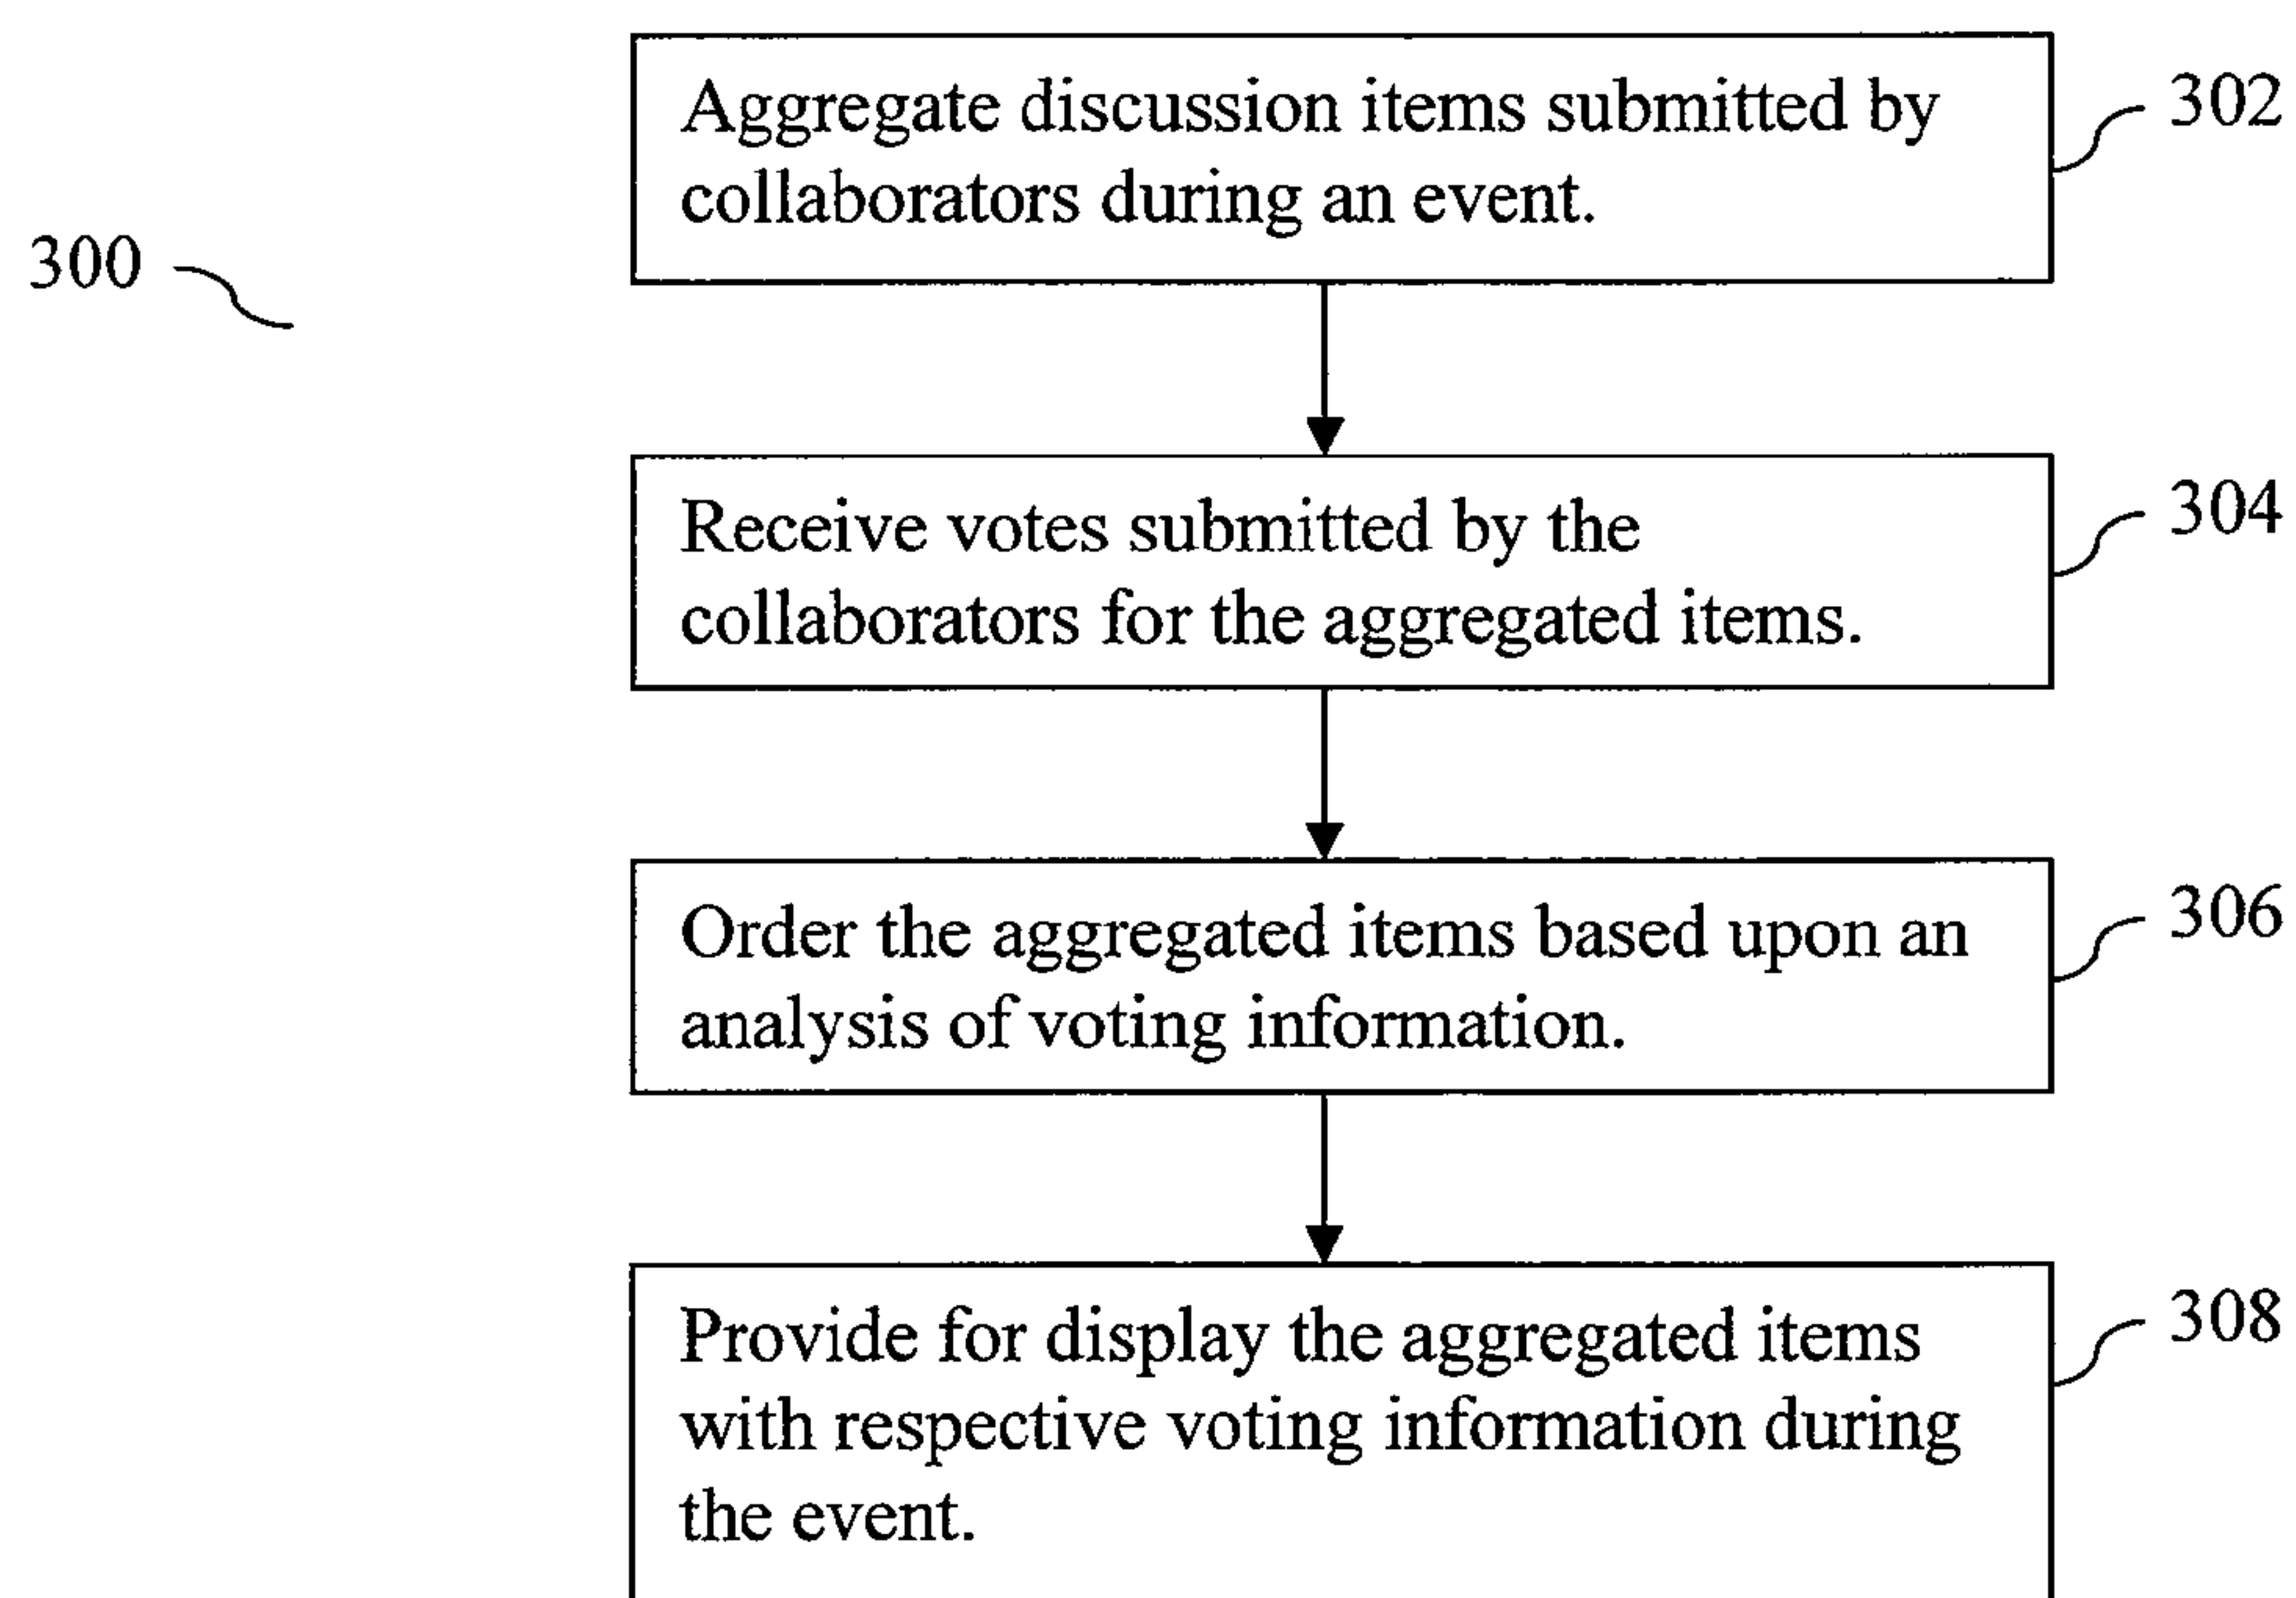 Aggregate discussion items submitted by
collaborators during an event.
302
300
Receive votes submitted by the
collaborators for the aggregated items.
304
Order the aggregated items based upon an
analysis of voting information.
306
Provide for display the aggregated items
with respective voting information during
the event.
308